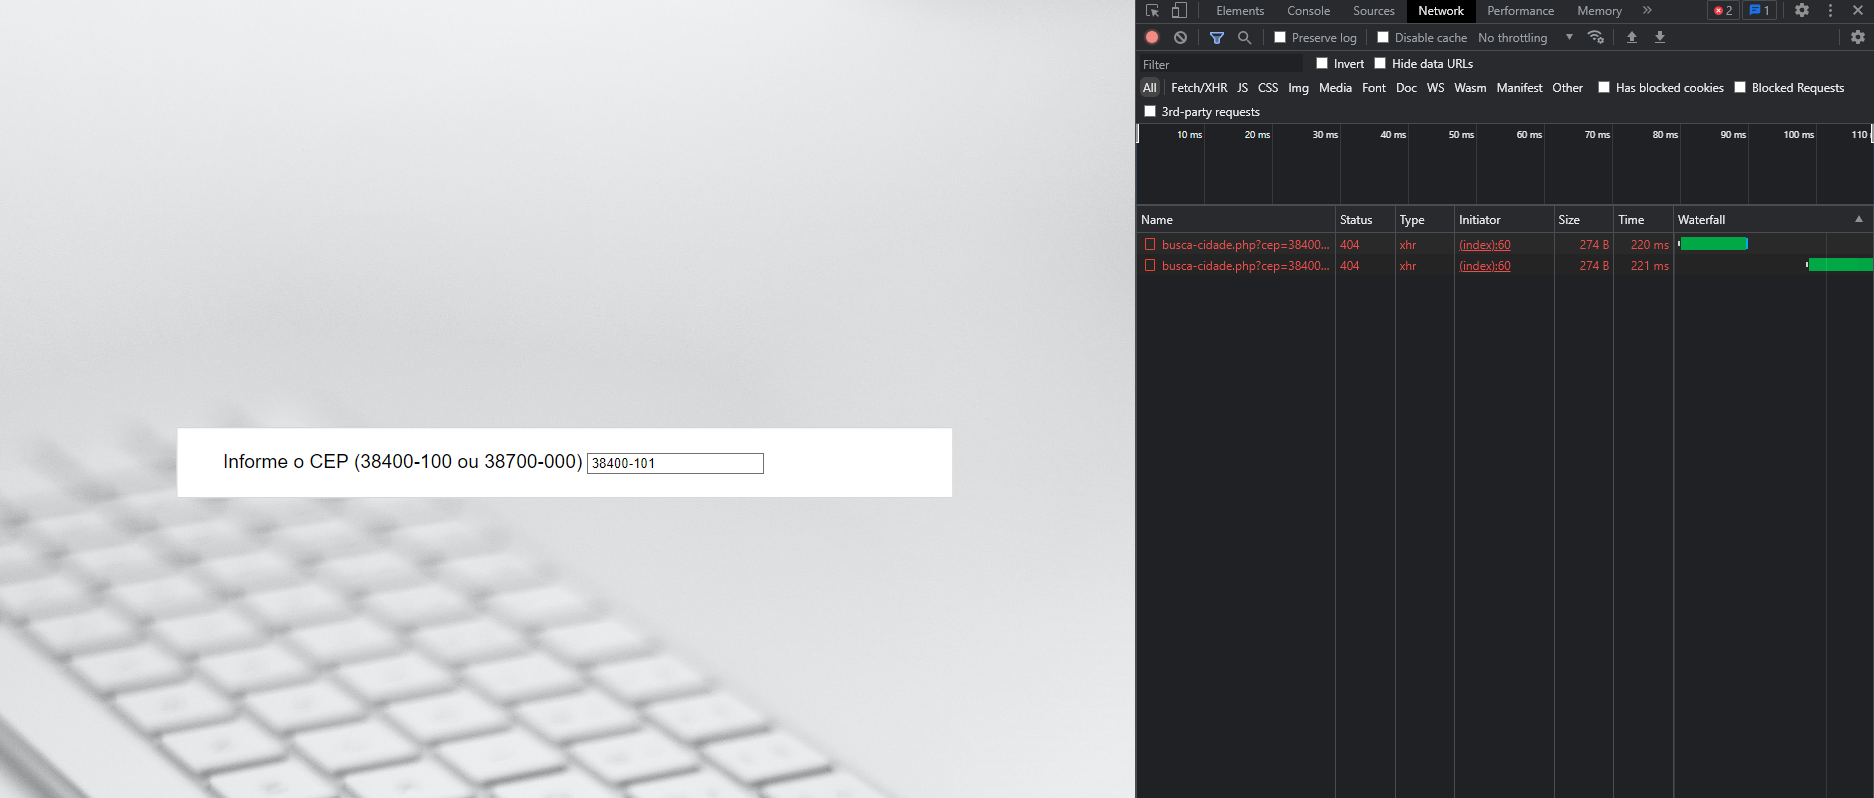 Informe o CEP (38400-100 ou 38700-000) 38400-101
Elements Console Sources Network Performance Memory » 2 1
Preserve log Disable cache No throttling
Filter Invert Hide data URLs
All Fetch/XHR JS CSS Img Media Font Doc WS Wasm Manifest Other Has blocked cookies Blocked Requests
3rd-party requests
10 ms 20 ms 30 ms 40 ms 50 ms 60 ms 70 ms 80 ms 90 ms 100 ms 110
Name Status Type Initiator Size Time Waterfall
busca-cidade.php?cep=38400... 404 xhr (index):60 274 B 220 ms
busca-cidade.php?cep=38400... 404 xhr (index):60 274 B 221 ms